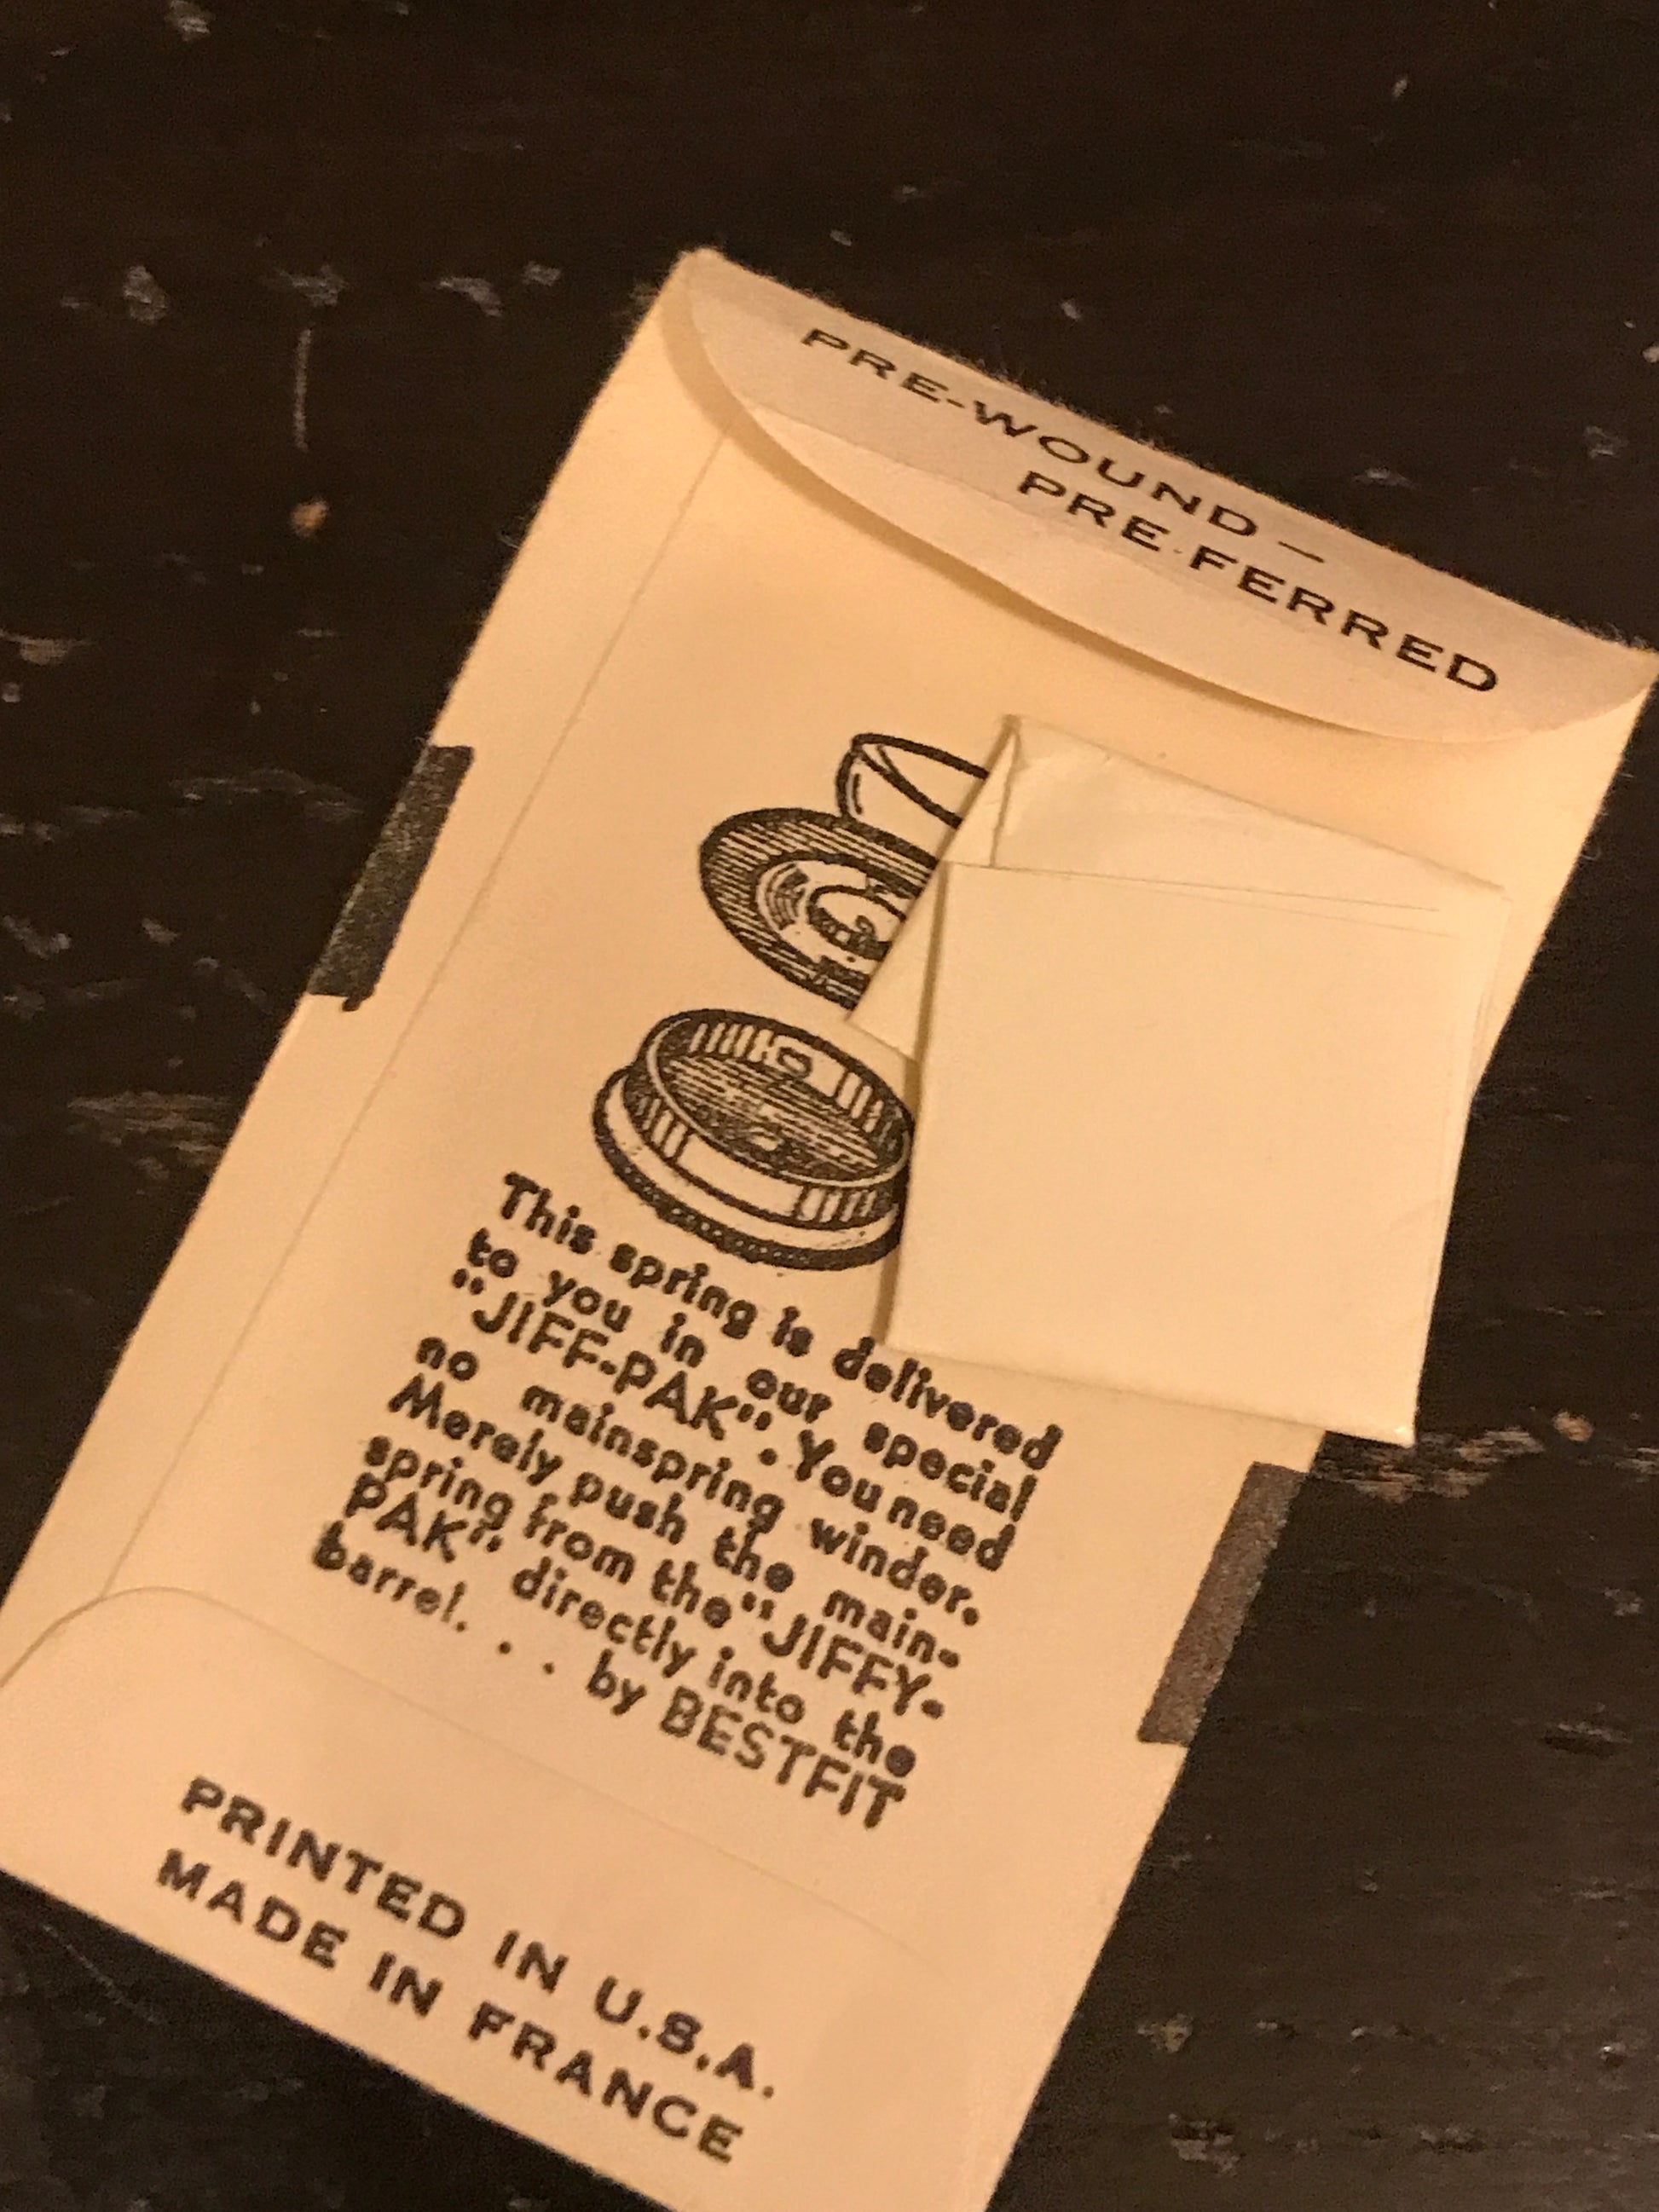 PRE-WOUND —
PRE-FERRED
This spring is delivered
to you in our special
"JIFF-PAK". You need
no mainspring winder.
Merely push the main-
spring from the "JIFFY-
PAK", directly into the
barrel. . . by BESTFIT
PRINTED IN U.S.A.
MADE IN FRANCE